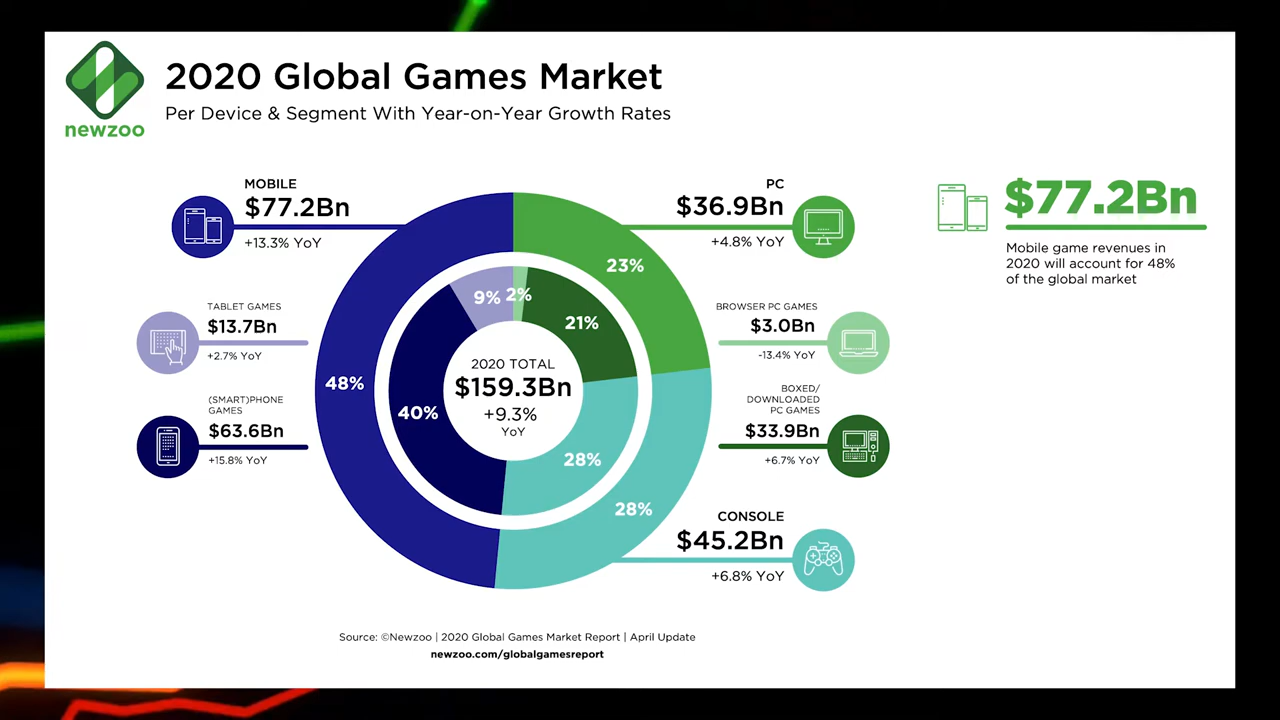 newzoo
2020 Global Games Market
Per Device & Segment With Year-on-Year Growth Rates
MOBILE
$77.2Bn
+13.3% YoY
TABLET GAMES
$13.7Bn
+2.7% YoY
(SMART)PHONE
GAMES
$63.6Bn
+15.8% YoY
48%
40%
9%
2%
21%
23%
28%
28%
2020 TOTAL
$159.3Bn
+9.3%
YoY
PC
$36.9Bn
+4.8% YoY
BROWSER PC GAMES
$3.0Bn
-13.4% YoY
BOXED/
DOWNLOADED
PC GAMES
$33.9Bn
+6.7% YoY
CONSOLE
$45.2Bn
+6.8% YoY
$77.2Bn
Mobile game revenues in
2020 will account for 48%
of the global market
Source: ©Newzoo | 2020 Global Games Market Report | April Update
newzoo.com/globalgamesreport